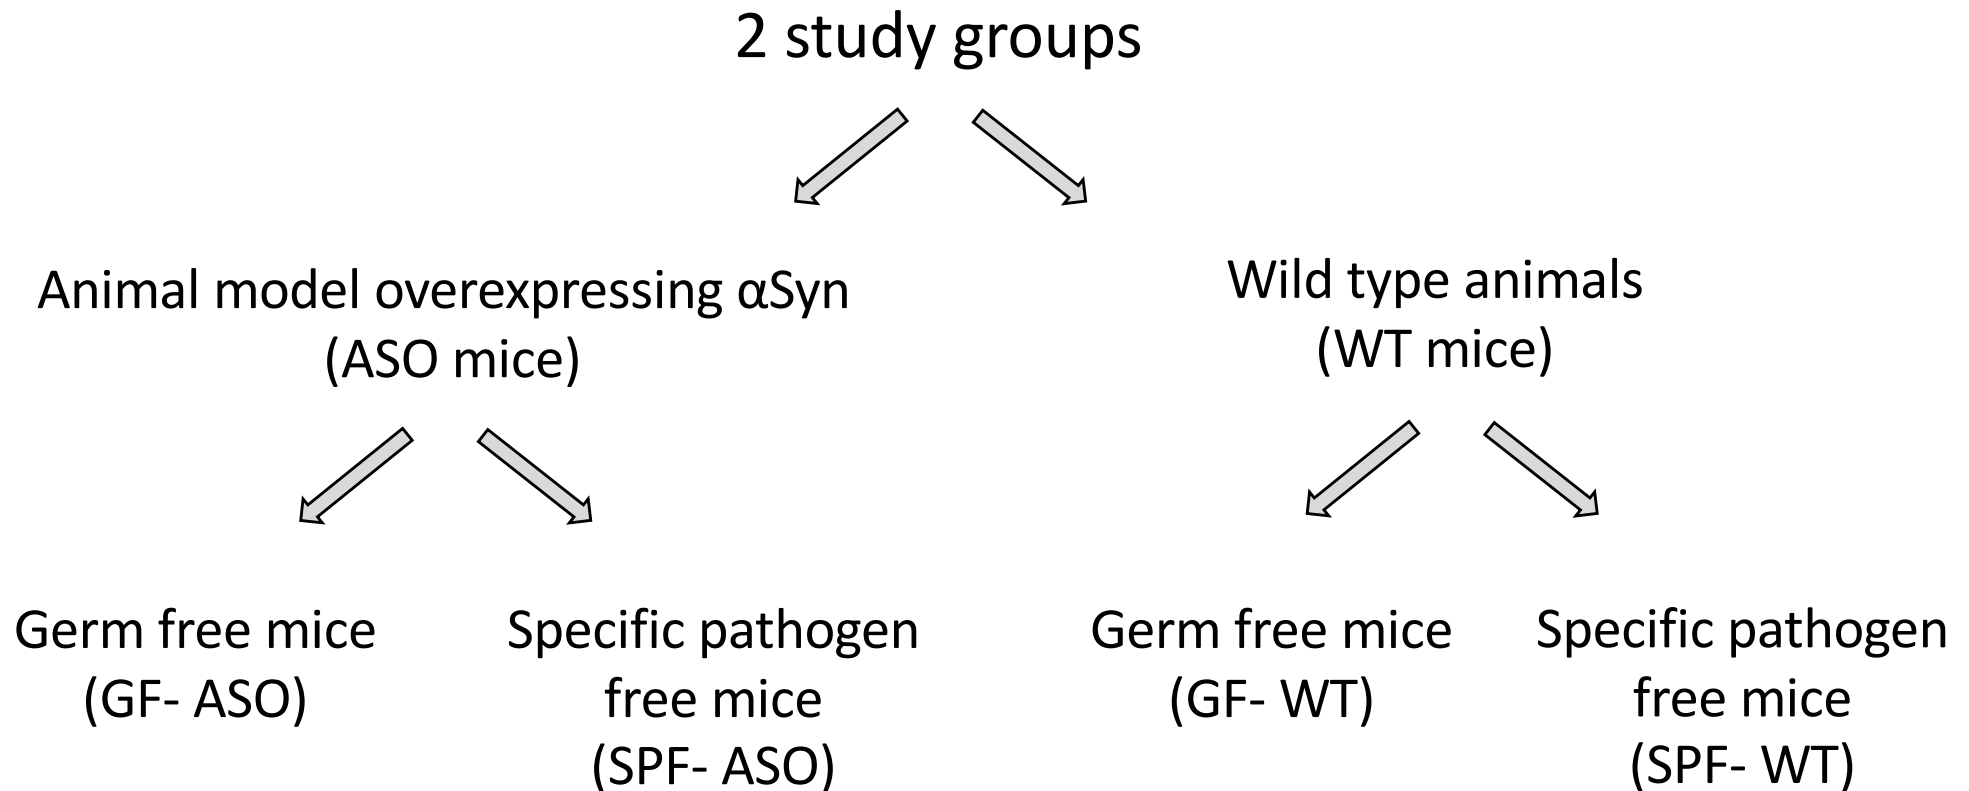 2 study groups
Animal model overexpressing αSyn
(ASO mice)
Wild type animals
(WT mice)
Germ free mice
(GF- ASO)
Specific pathogen
free mice
(SPF- ASO)
Germ free mice
(GF- WT)
Specific pathogen
free mice
(SPF- WT)